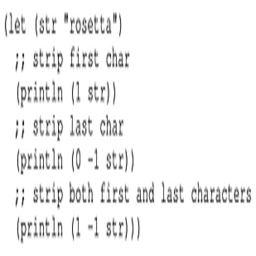 (let (str "rosetta")
  ;; strip first char
  (println (1 str))
  ;; strip last char
  (println (0 -1 str))
  ;; strip both first and last characters
  (println (1 -1 str)))